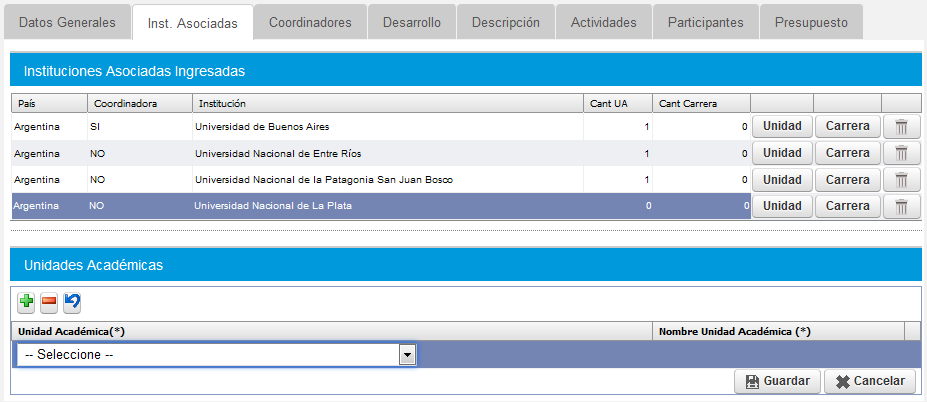 Datos Generales Inst. Asociadas Coordinadores Desarrollo Descripción Actividades Participantes Presupuesto
Instituciones Asociadas Ingresadas
País Coordinadora Institución Cant UA Cant Carrera
Argentina SI Universidad de Buenos Aires 1 0 Unidad Carrera
Argentina NO Universidad Nacional de Entre Ríos 1 0 Unidad Carrera
Argentina NO Universidad Nacional de la Patagonia San Juan Bosco 1 0 Unidad Carrera
Argentina NO Universidad Nacional de La Plata 0 0 Unidad Carrera
Unidades Académicas
Unidad Académica(*) Nombre Unidad Académica (*)
-- Seleccione --
Guardar Cancelar